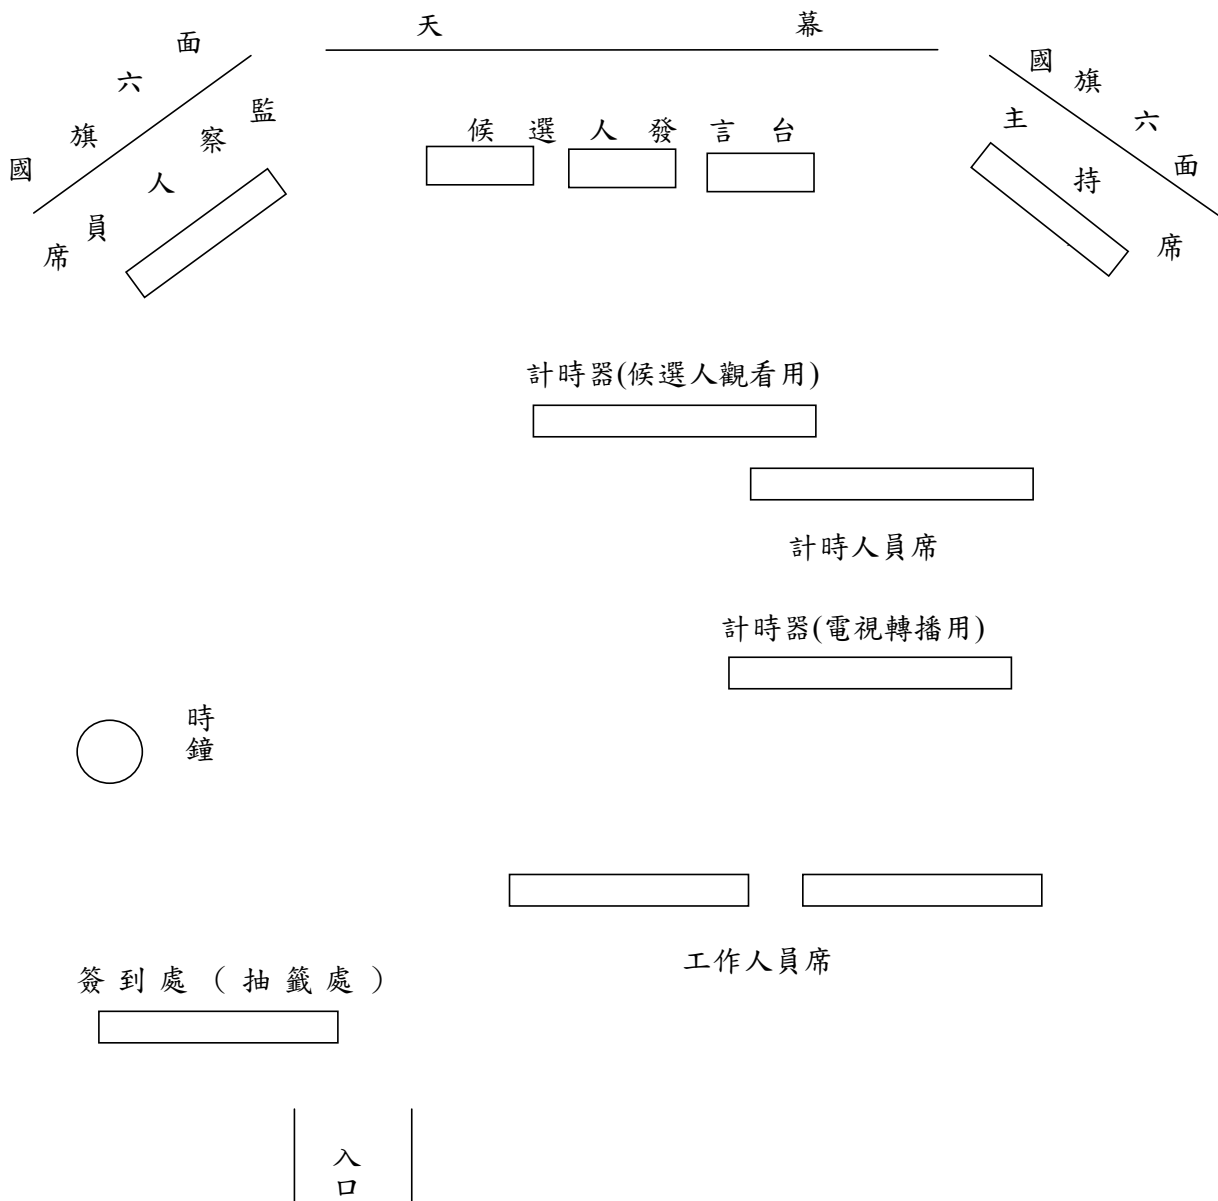 天幕
國旗六面
監察人員席
候選人發言台
主持席
國旗六面
計時器(候選人觀看用)
計時人員席
計時器(電視轉播用)
時鐘
工作人員席
簽到處（抽籤處）
入口